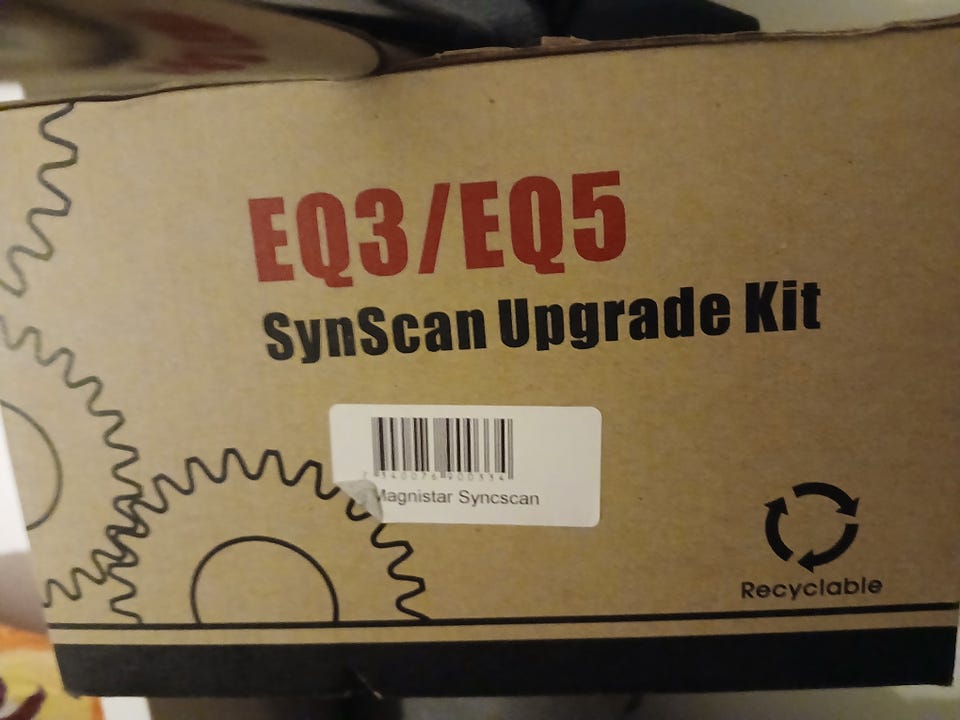 EQ3/EQ5
SynScan Upgrade Kit
Magnistar Syncscan
Recyclable